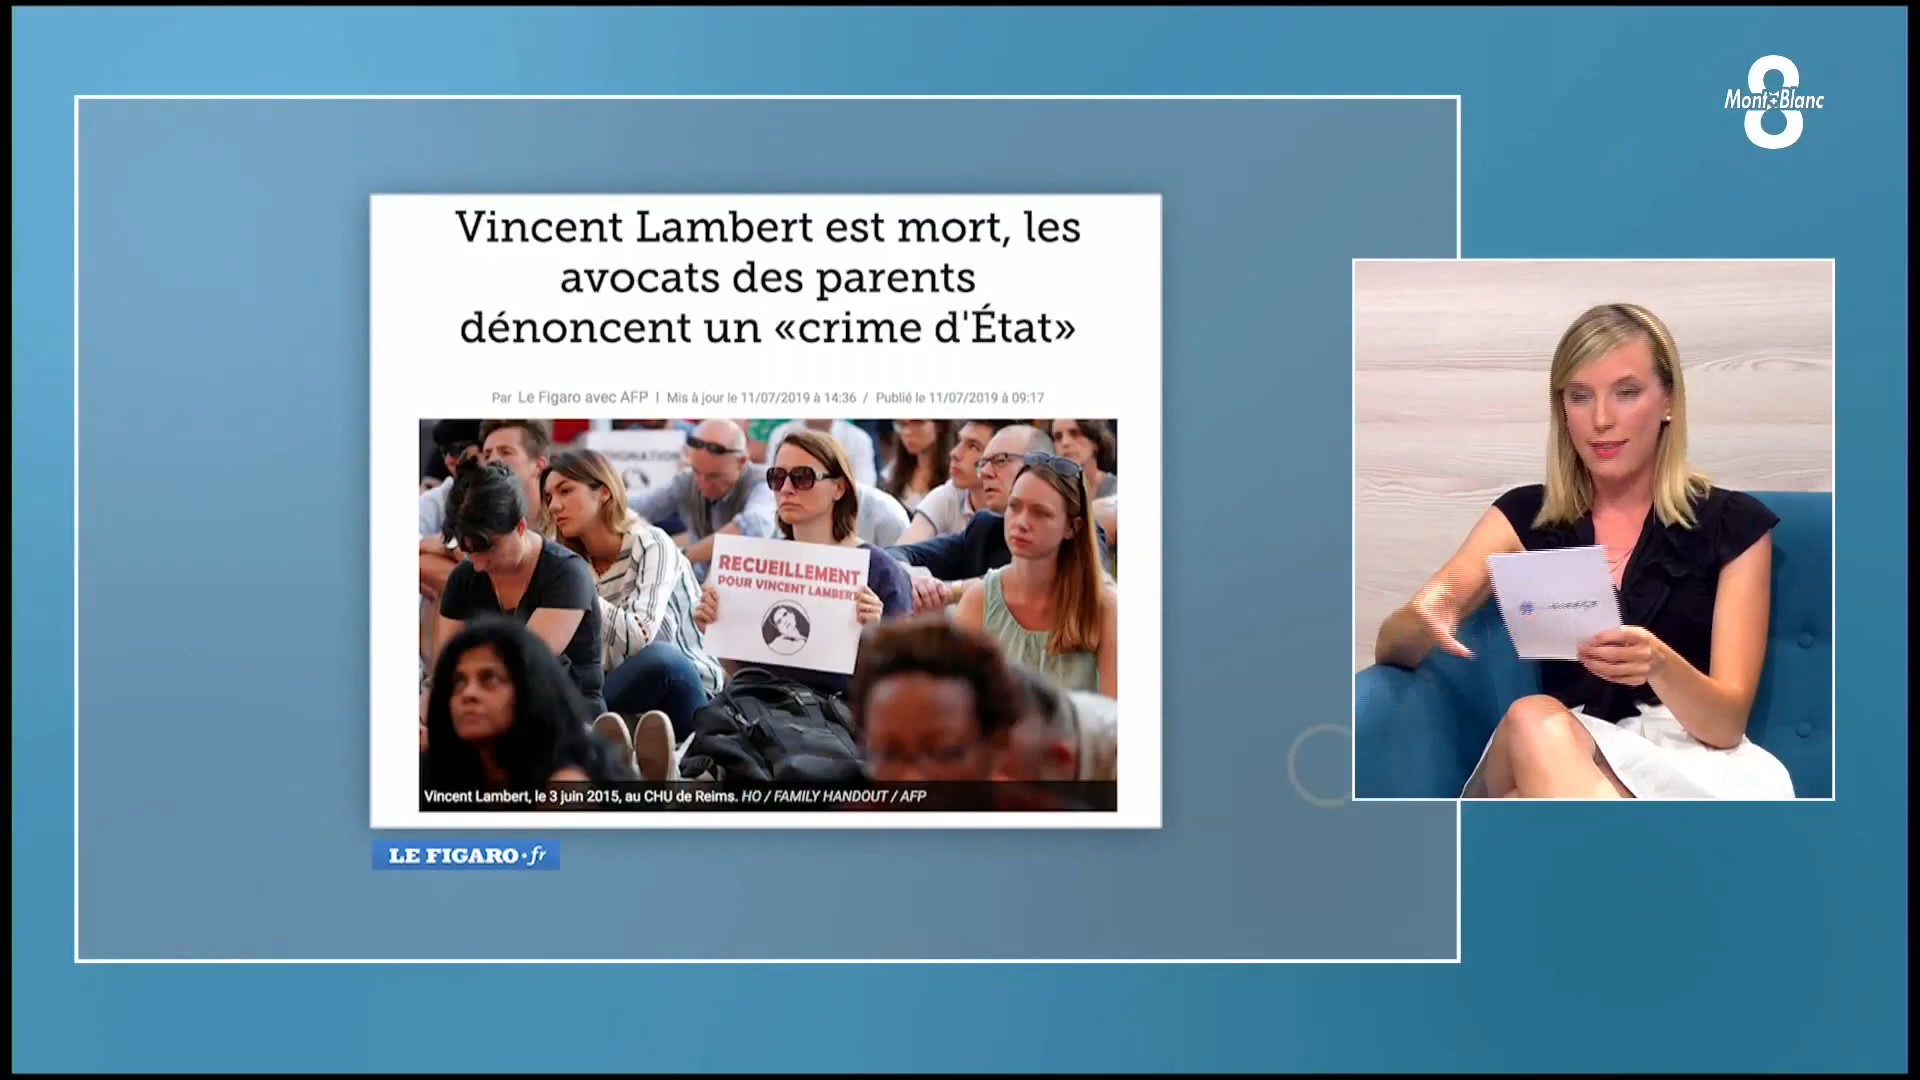 8
Mont Blanc
Vincent Lambert est mort, les
avocats des parents
dénoncent un «crime d'État»
Par Le Figaro avec AFP | Mis à jour le 11/07/2019 à 14:36 / Publié le 11/07/2019 à 09:17
RECUEILLEMENT
POUR VINCENT LAMBERT
Vincent Lambert, le 3 juin 2015, au CHU de Reims. HO / FAMILY HANDOUT / AFP
LE FIGARO·fr